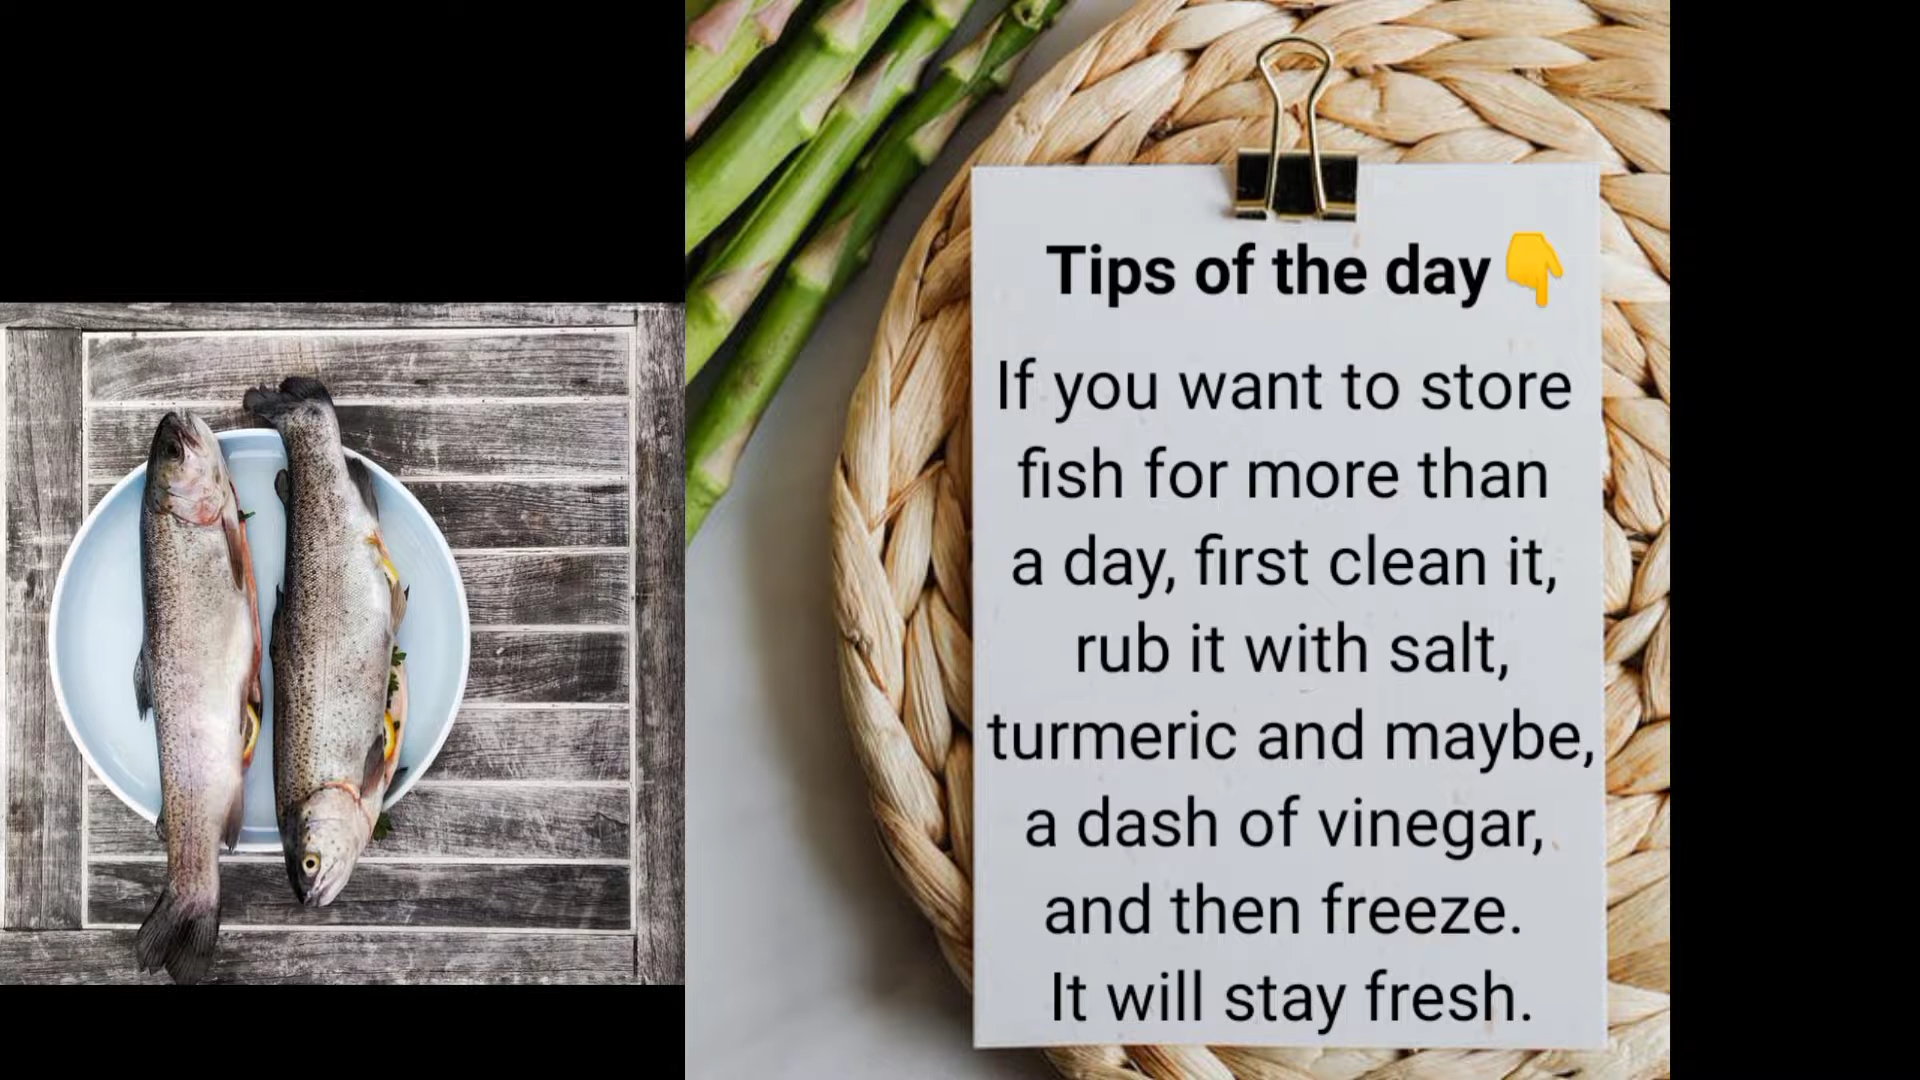 Tips of the day👇
If you want to store
fish for more than
a day, first clean it,
rub it with salt,
turmeric and maybe,
a dash of vinegar,
and then freeze.
It will stay fresh.